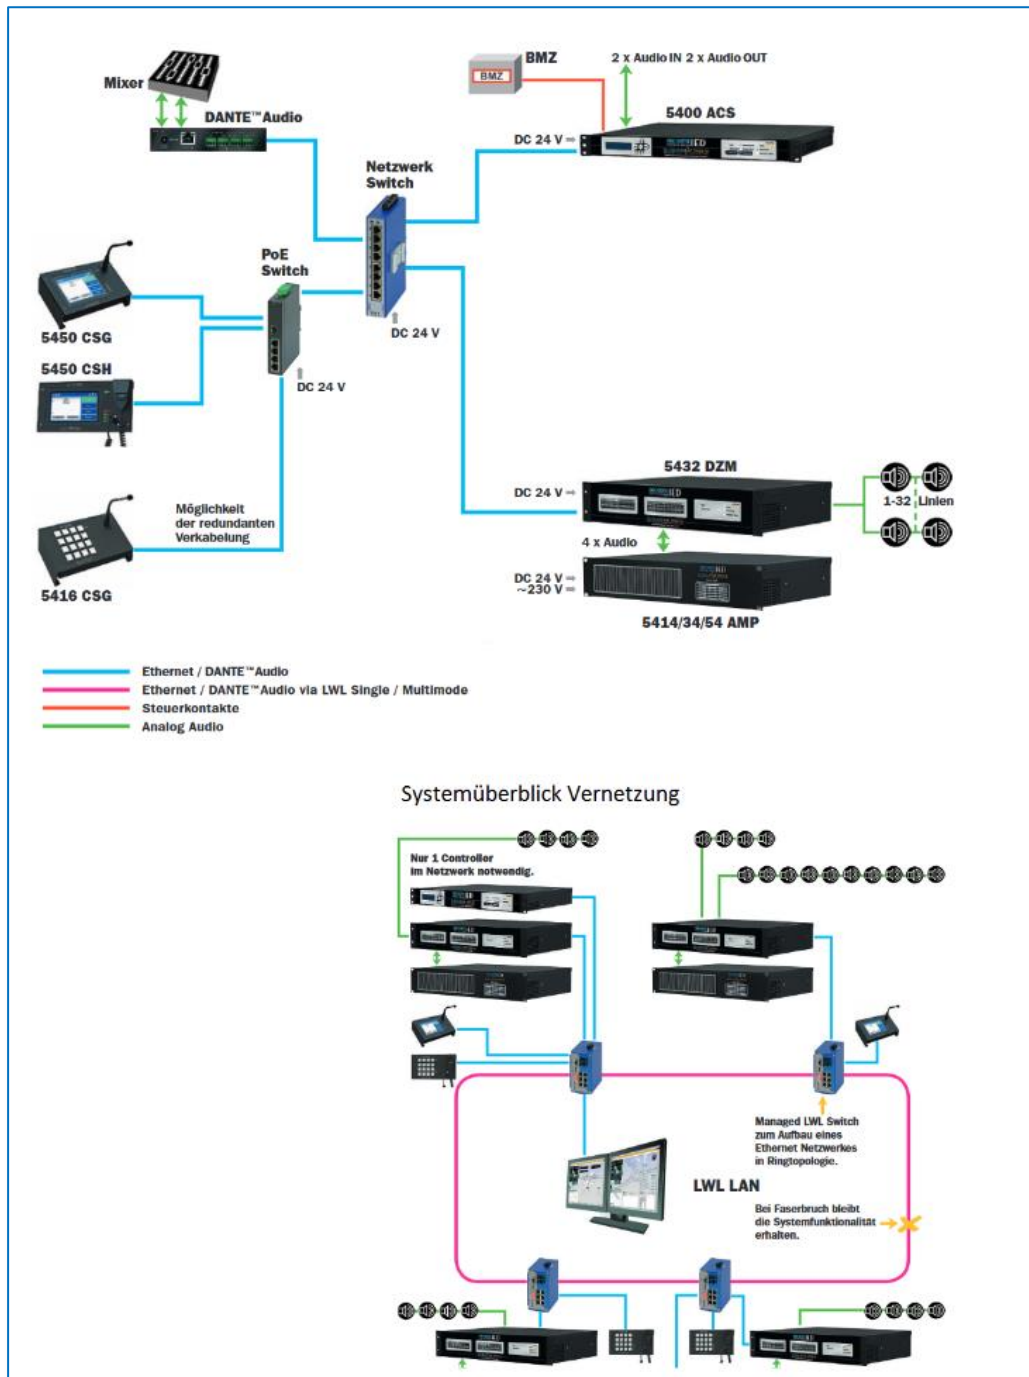 BMZ
2 x Audio IN 2 x Audio OUT
BMZ
Mixer
DANTE™Audio
5400 ACS
DC 24 V
Netzwerk
Switch
PoE
Switch
5450 CSG
DC 24 V
5450 CSH
DC 24 V
5432 DZM
DC 24 V
1-32 Linien
Möglichkeit
der redundanten
Verkabelung
4 x Audio
DC 24 V
~230 V
5416 CSG
5414/34/54 AMP
Ethernet / DANTE™Audio
Ethernet / DANTE™Audio via LWL Single / Multimode
Steuerkontakte
Analog Audio
Systemüberblick Vernetzung
Nur 1 Controller
im Netzwerk notwendig.
Managed LWL Switch
zum Aufbau eines
Ethernet Netzwerkes
in Ringtopologie.
LWL LAN
Bei Faserbruch bleibt
die Systemfunktionalität
erhalten.